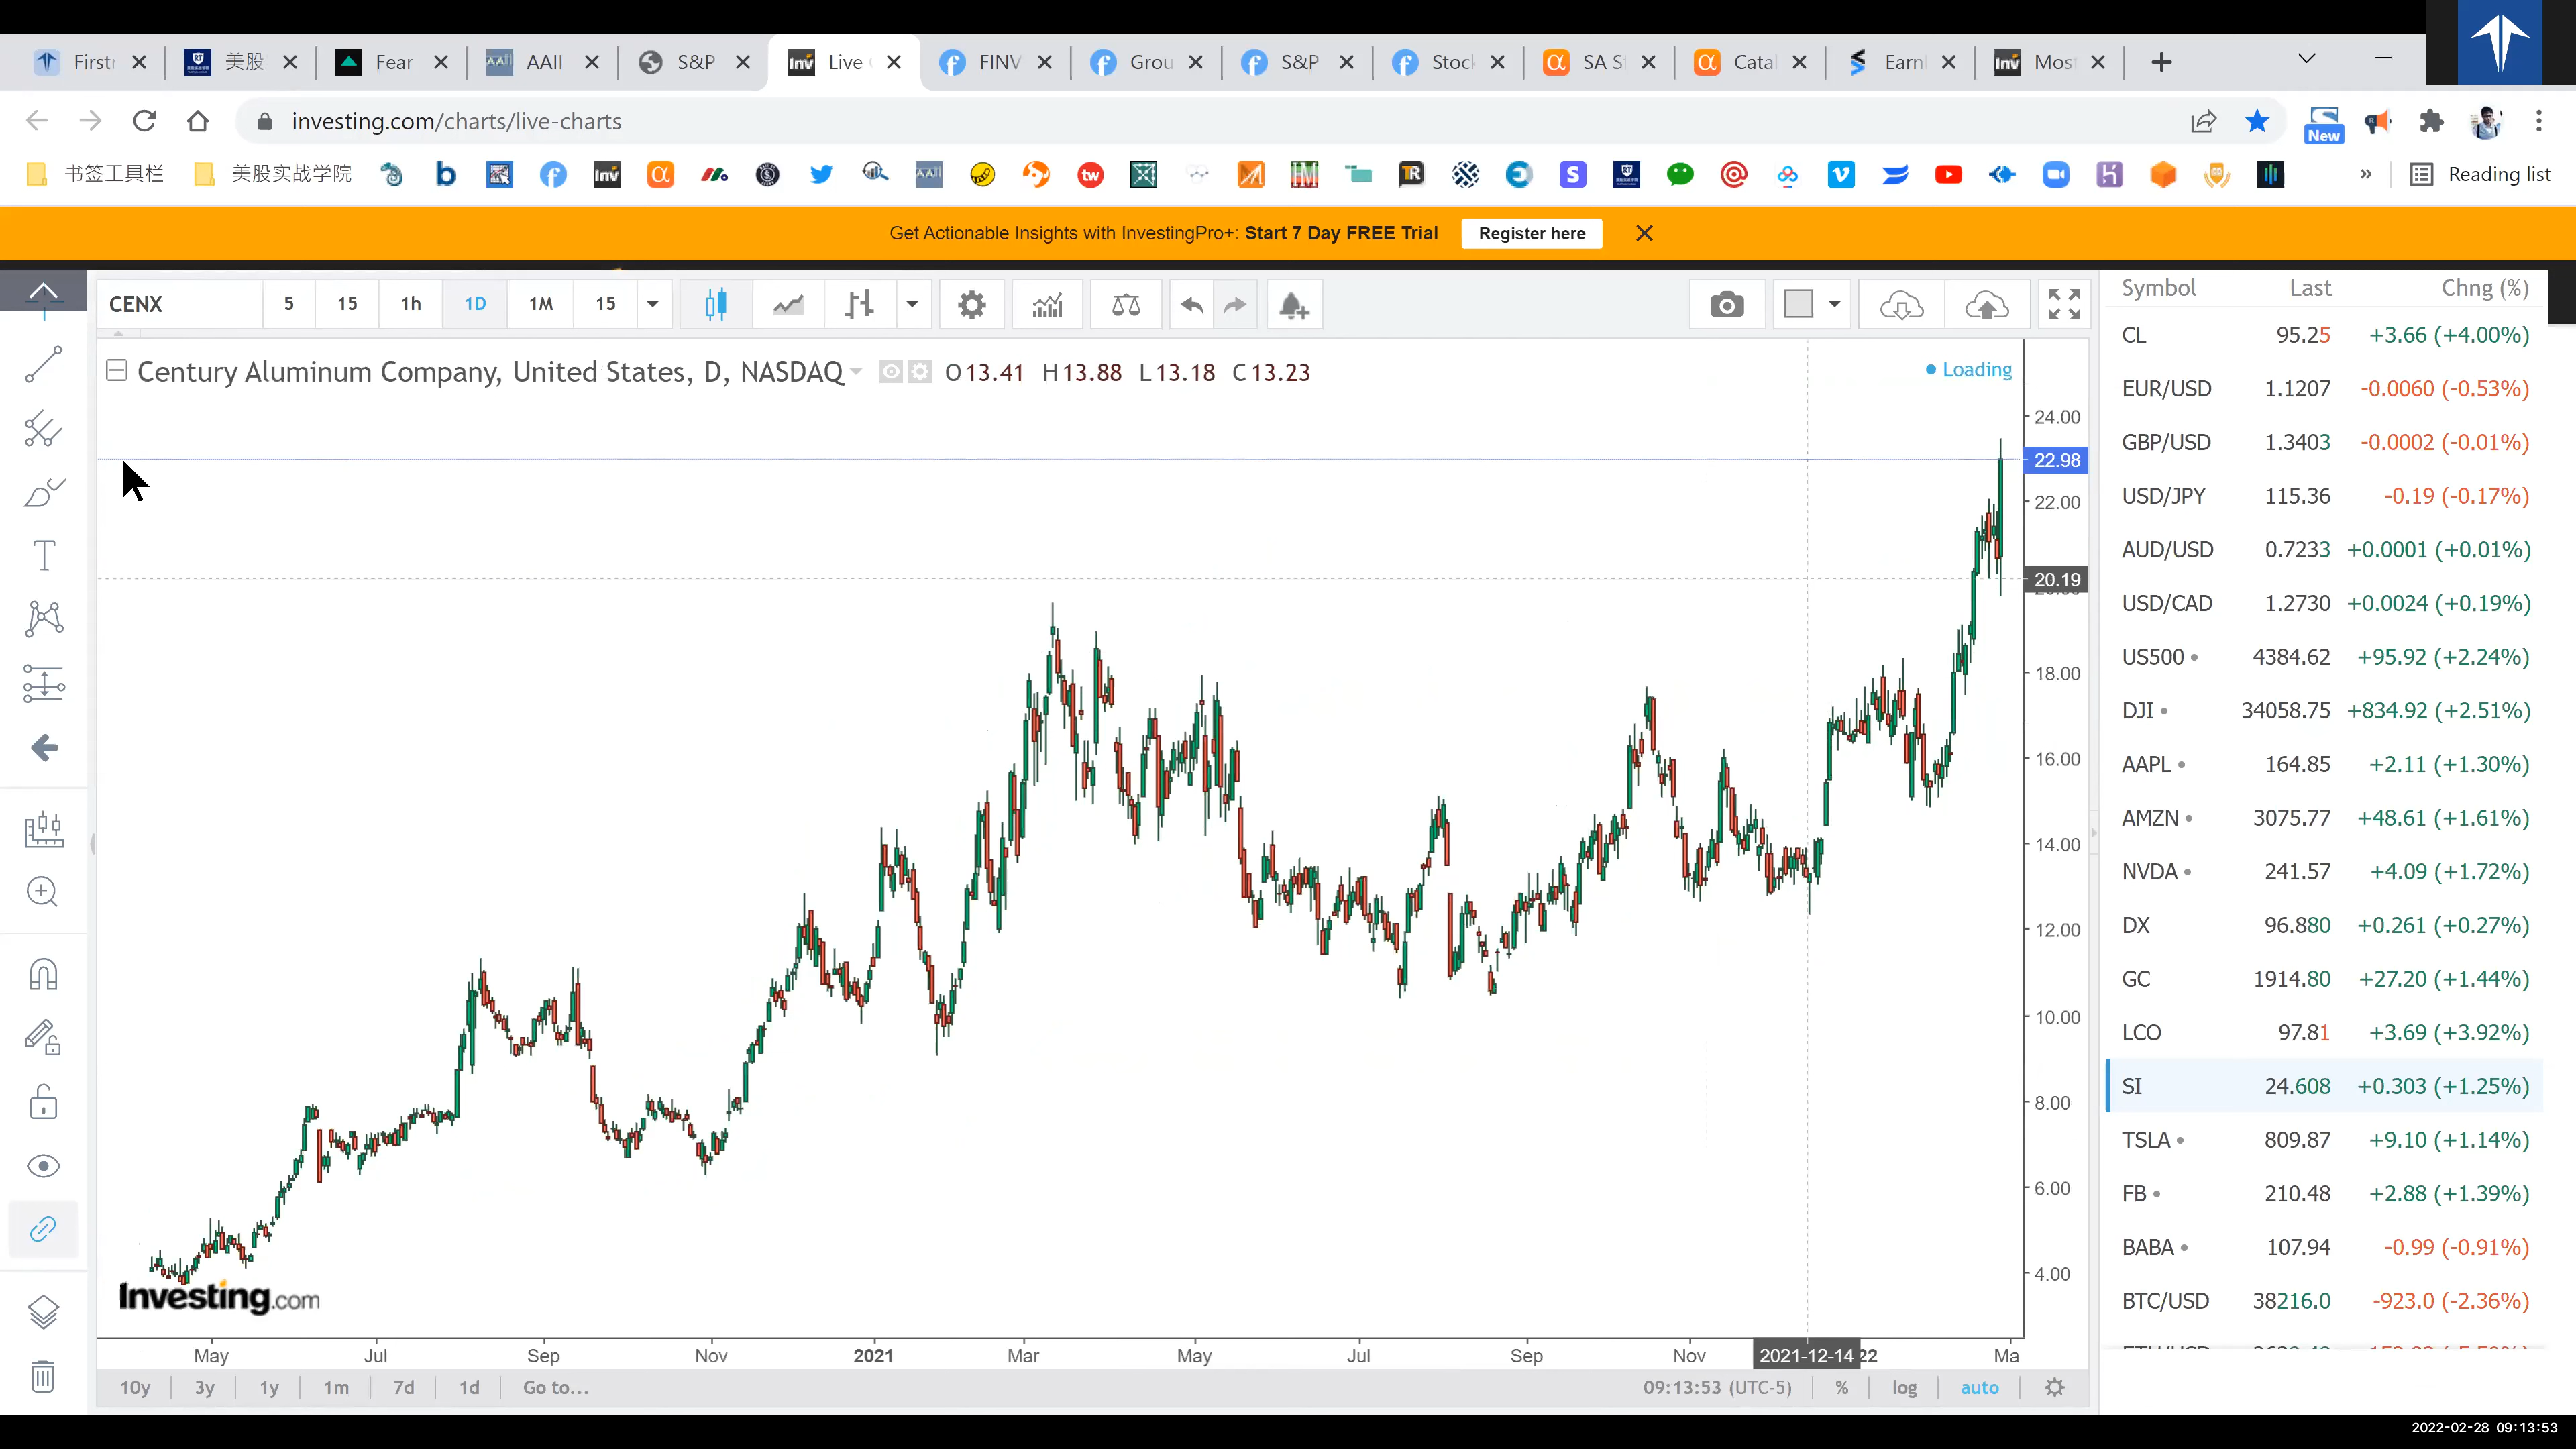 Firstr
美股
Fear
AAII
S&P
Live
FINV
Grou
S&P
Stoc
SA S
Catal
Earn
Mos
investing.com/charts/live-charts
New
书签工具栏
美股实战学院
Reading list
Get Actionable Insights with InvestingPro+: Start 7 Day FREE Trial
Register here
CENX 5 15 1h 1D 1M 15
Century Aluminum Company, United States, D, NASDAQ O13.41 H13.88 L13.18 C13.23
Loading
24.00
22.98
22.00
20.19
18.00
16.00
14.00
12.00
10.00
8.00
6.00
4.00
Investing.com
May Jul Sep Nov 2021 Mar May Jul Sep Nov 2021-12-14 22 Ma
10y 3y 1y 1m 7d 1d Go to... 09:13:53 (UTC-5) % log auto
Symbol Last Chng (%)
CL 95.25 +3.66 (+4.00%)
EUR/USD 1.1207 -0.0060 (-0.53%)
GBP/USD 1.3403 -0.0002 (-0.01%)
USD/JPY 115.36 -0.19 (-0.17%)
AUD/USD 0.7233 +0.0001 (+0.01%)
USD/CAD 1.2730 +0.0024 (+0.19%)
US500 4384.62 +95.92 (+2.24%)
DJI 34058.75 +834.92 (+2.51%)
AAPL 164.85 +2.11 (+1.30%)
AMZN 3075.77 +48.61 (+1.61%)
NVDA 241.57 +4.09 (+1.72%)
DX 96.880 +0.261 (+0.27%)
GC 1914.80 +27.20 (+1.44%)
LCO 97.81 +3.69 (+3.92%)
SI 24.608 +0.303 (+1.25%)
TSLA 809.87 +9.10 (+1.14%)
FB 210.48 +2.88 (+1.39%)
BABA 107.94 -0.99 (-0.91%)
BTC/USD 38216.0 -923.0 (-2.36%)
2022-02-28 09:13:53